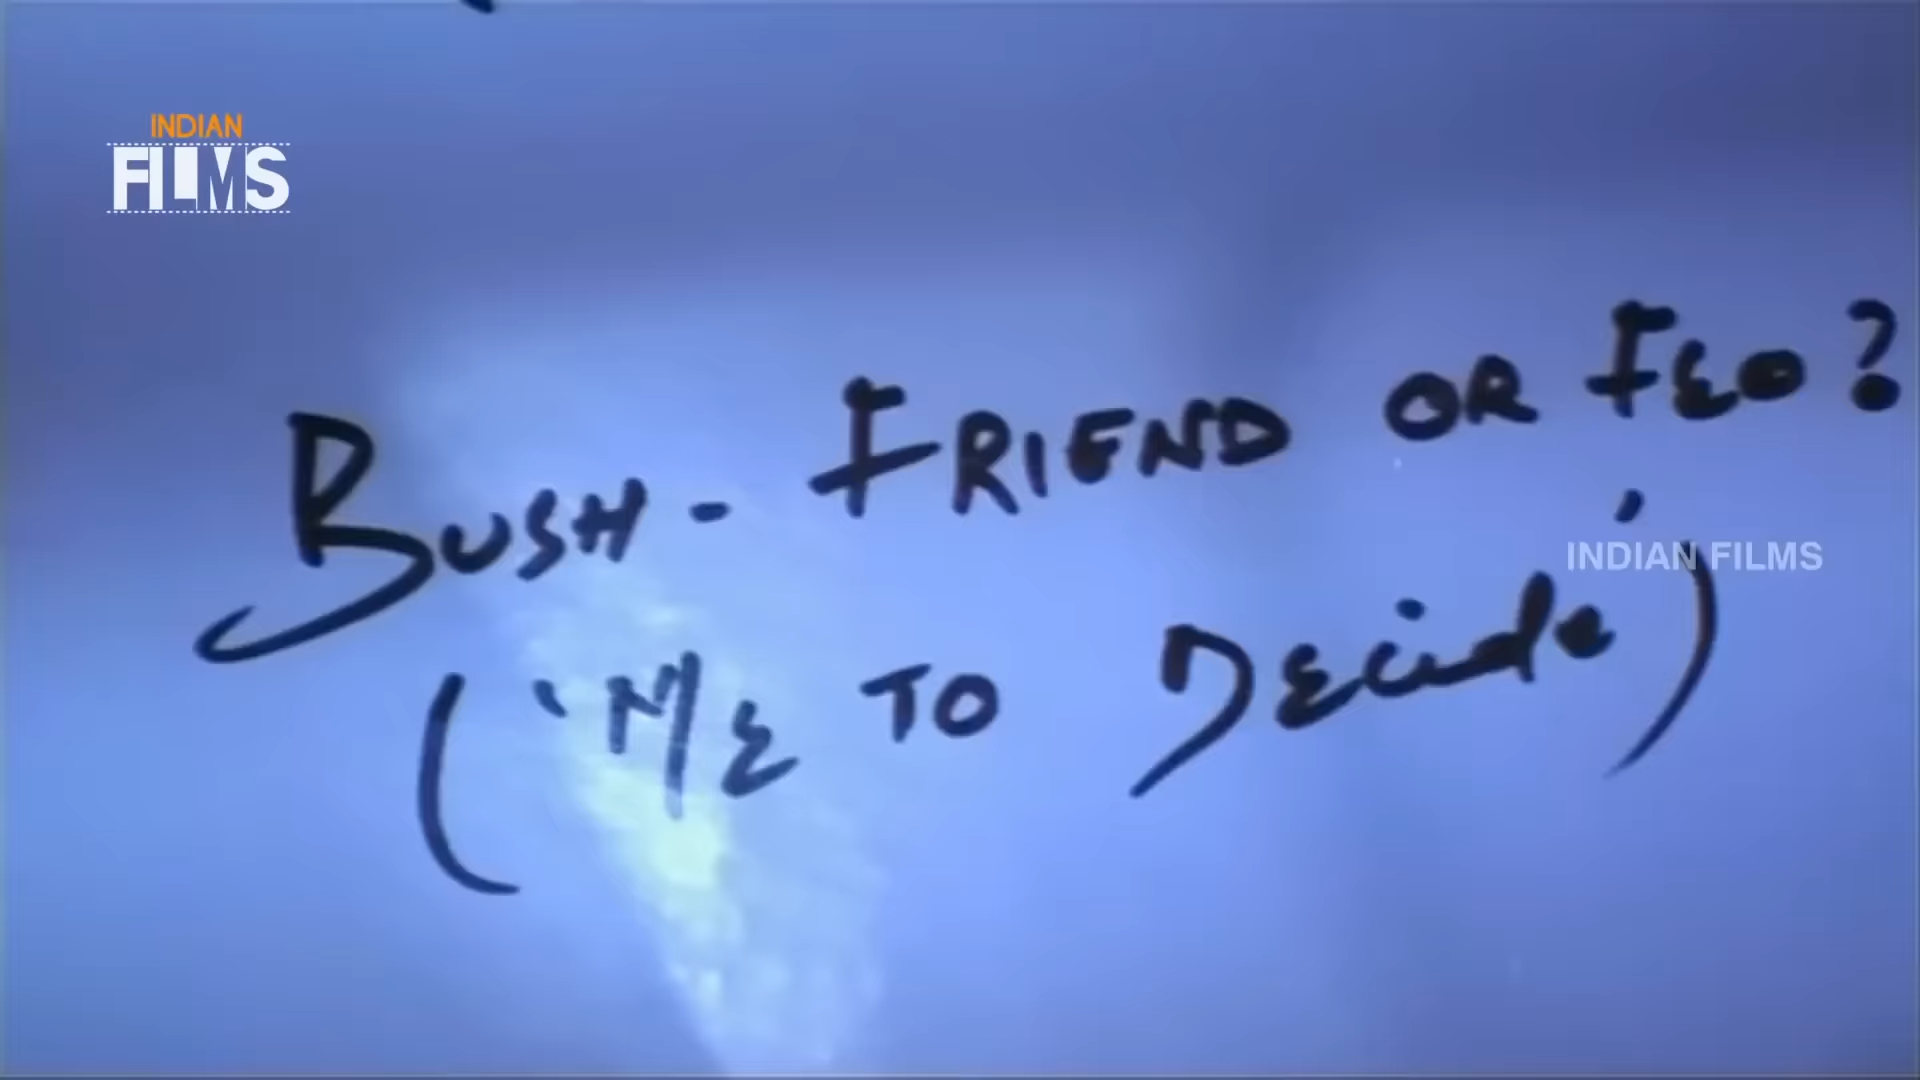 INDIAN
FILMS
BUSH - FRIEND OR FEO?
('ME TO Decide')
INDIAN FILMS